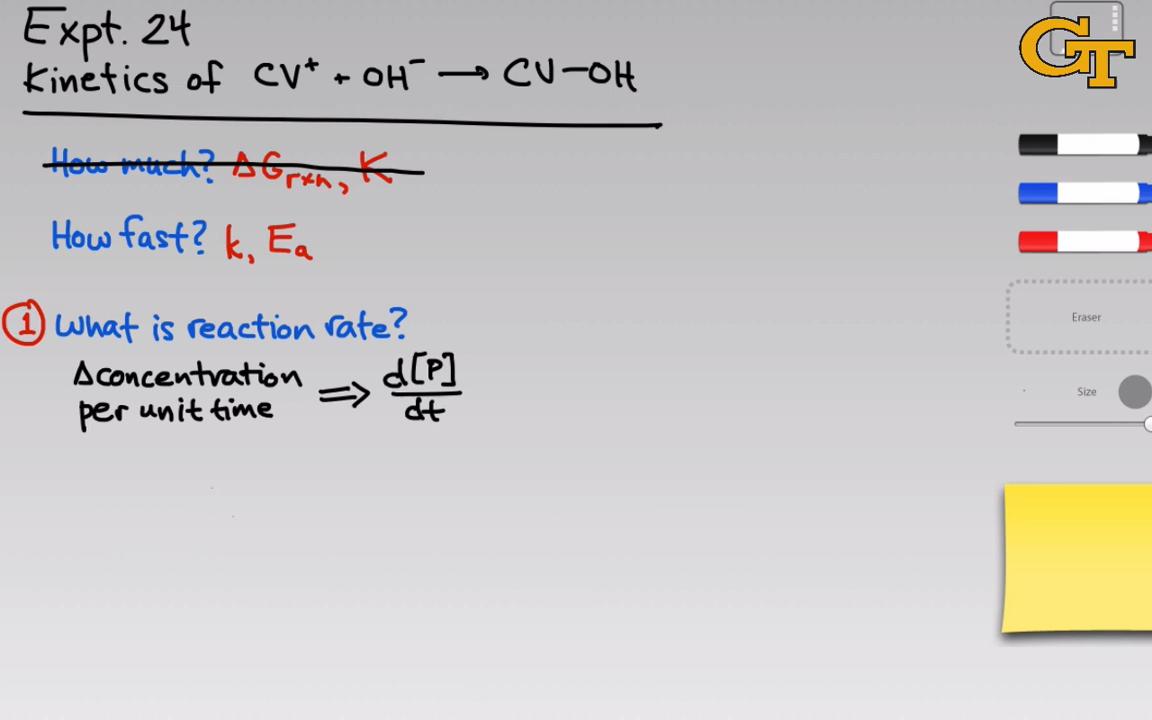 Expt. 24
Kinetics of CV⁺ + OH⁻ ⟶ CV—OH
How much? ΔG_rxn, K
How fast? k, E_a
① What is reaction rate?
Δconcentration
per unit time ⟹ d[P]/dt
GT
Eraser
Size